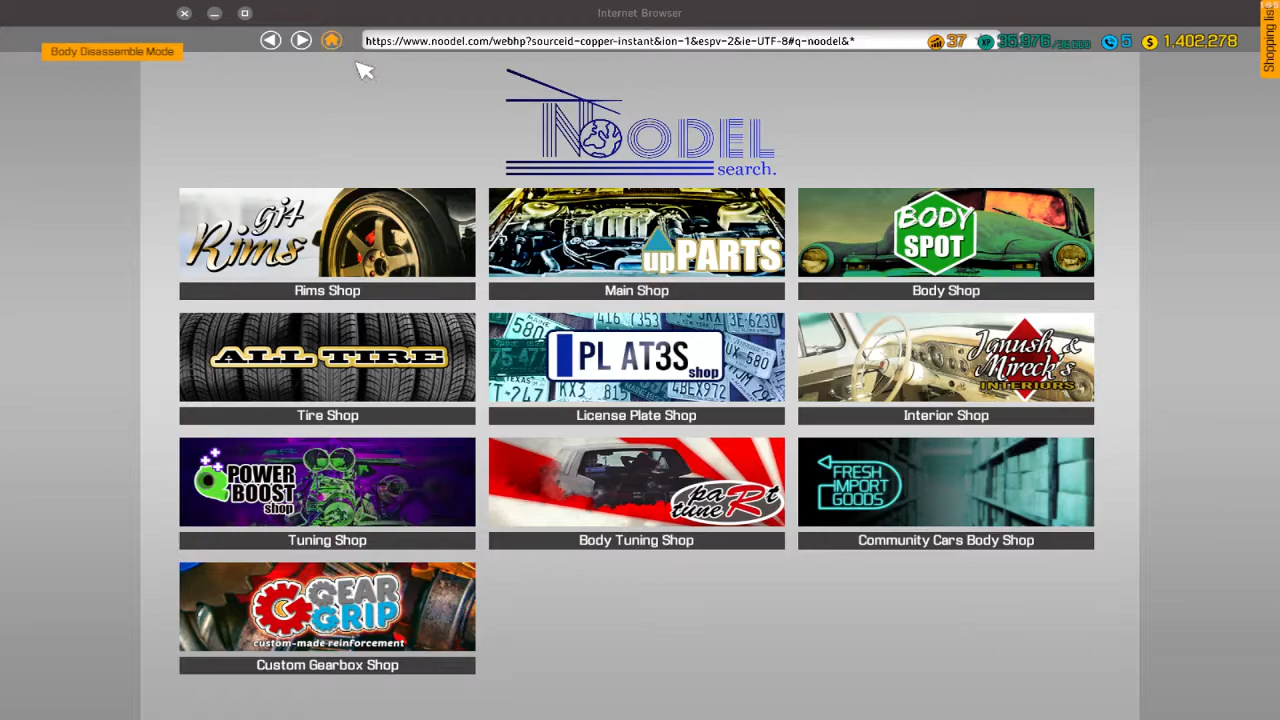 Internet Browser
Body Disassemble Mode
https://www.noodel.com/webhp?sourceid-copper-instant&ion-1&espv-2&ie-UTF-8#q-noodel&*
37
XP
5
$ 1,402,278
Shopping list
NOODEL
search.
git Rims
Rims Shop
upPARTS
Main Shop
BODY
SPOT
Body Shop
ALL TIRE
Tire Shop
PL AT3S
shop
License Plate Shop
Janush &
Mireck's
INTERIORS
Interior Shop
POWER
BOOST
shop
Tuning Shop
paRt
tune
Body Tuning Shop
FRESH
IMPORT
GOODS
Community Cars Body Shop
GEAR
GRIP
custom-made reinforcement
Custom Gearbox Shop